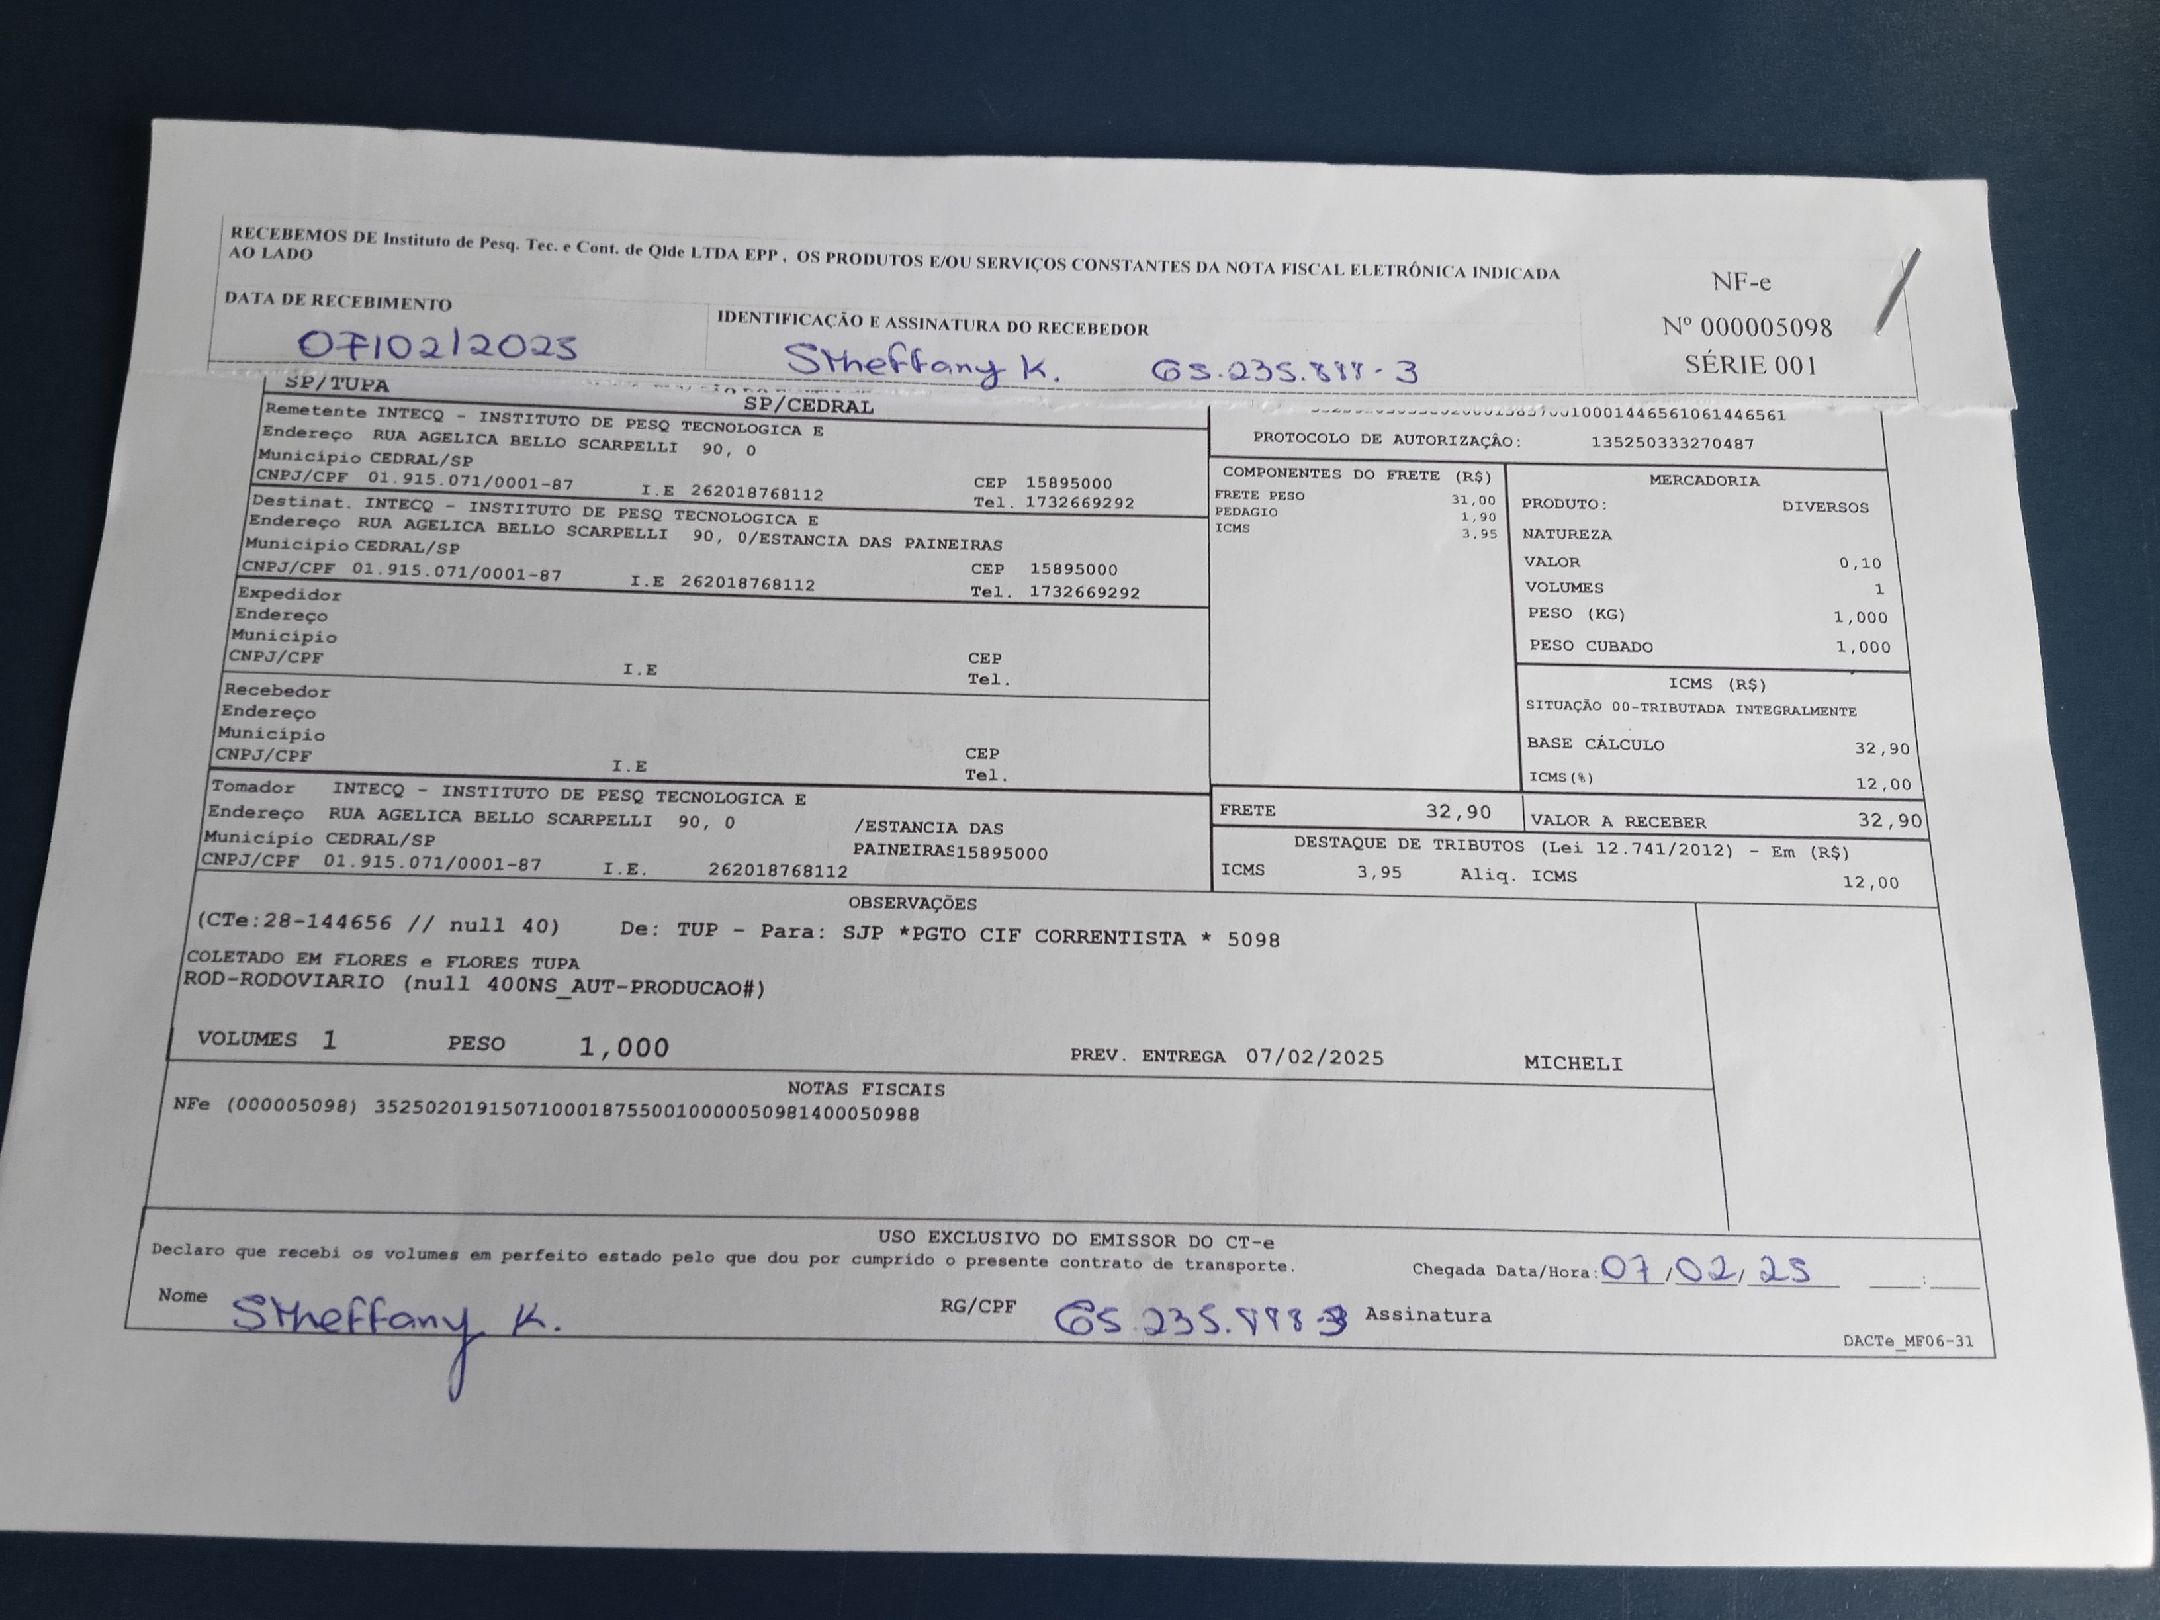 RECEBEMOS DE Instituto de Pesq. Tec. e Cont. de Qlde LTDA EPP , OS PRODUTOS E/OU SERVIÇOS CONSTANTES DA NOTA FISCAL ELETRÔNICA INDICADA
AO LADO
NF-e
Nº 000005098
SÉRIE 001
DATA DE RECEBIMENTO
07/02/2025
IDENTIFICAÇÃO E ASSINATURA DO RECEBEDOR
Stheffany K. 65.235.898-3
SP/TUPA
SP/CEDRAL
Remetente INTECQ - INSTITUTO DE PESQ TECNOLOGICA E
Endereço RUA AGELICA BELLO SCARPELLI 90, 0
Município CEDRAL/SP
CEP 15895000
CNPJ/CPF 01.915.071/0001-87 I.E 262018768112
Tel. 1732669292
Destinat. INTECQ - INSTITUTO DE PESQ TECNOLOGICA E
Endereço RUA AGELICA BELLO SCARPELLI 90, 0/ESTANCIA DAS PAINEIRAS
Município CEDRAL/SP
CEP 15895000
CNPJ/CPF 01.915.071/0001-87 I.E 262018768112
Tel. 1732669292
Expedidor
Endereço
Município
CEP
CNPJ/CPF I.E
Tel.
Recebedor
Endereço
Município
CEP
CNPJ/CPF I.E
Tel.
Tomador INTECQ - INSTITUTO DE PESQ TECNOLOGICA E
Endereço RUA AGELICA BELLO SCARPELLI 90, 0 /ESTANCIA DAS
Município CEDRAL/SP PAINEIRAS15895000
CNPJ/CPF 01.915.071/0001-87 I.E. 262018768112
PROTOCOLO DE AUTORIZAÇÂO: 135250333270487
COMPONENTES DO FRETE (R$)
FRETE PESO 31,00
PEDAGIO 1,90
ICMS 3,95
MERCADORIA
PRODUTO: DIVERSOS
NATUREZA
VALOR 0,10
VOLUMES 1
PESO (KG) 1,000
PESO CUBADO 1,000
ICMS (R$)
SITUAÇÃO 00-TRIBUTADA INTEGRALMENTE
BASE CÁLCULO 32,90
ICMS(%) 12,00
FRETE 32,90
VALOR A RECEBER 32,90
DESTAQUE DE TRIBUTOS (Lei 12.741/2012) - Em (R$)
ICMS 3,95 Aliq. ICMS 12,00
OBSERVAÇÕES
(CTe:28-144656 // null 40) De: TUP - Para: SJP *PGTO CIF CORRENTISTA * 5098
COLETADO EM FLORES e FLORES TUPA
ROD-RODOVIARIO (null 400NS_AUT-PRODUCAO#)
VOLUMES 1 PESO 1,000 PREV. ENTREGA 07/02/2025 MICHELI
NOTAS FISCAIS
NFe (000005098) 35250201915071000187550010000050981400050988
USO EXCLUSIVO DO EMISSOR DO CT-e
Declaro que recebi os volumes em perfeito estado pelo que dou por cumprido o presente contrato de transporte.
Chegada Data/Hora: 07/02/25 __:__
Nome Stheffany K. RG/CPF 65.235.898-3 Assinatura
DACTe_MF06-31